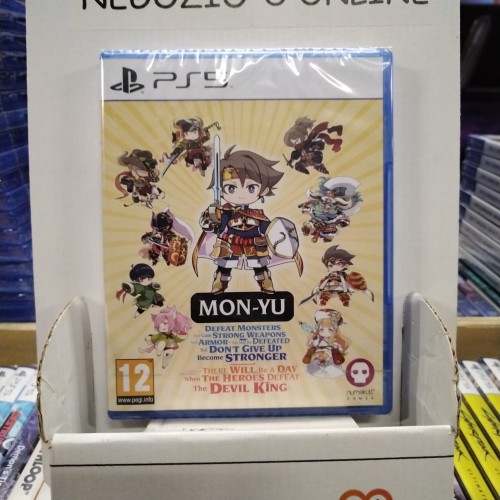 NEGOZIO O ONLINE
PS5
MON-YU
DEFEAT MONSTERS
STRONG WEAPONS
ARMOR DEFEATED
DON'T GIVE UP
BECOME STRONGER
THERE WILL BE A DAY
WHEN THE HEROES DEFEAT
THE DEVIL KING
12
www.pegi.info
numskull
GAMES